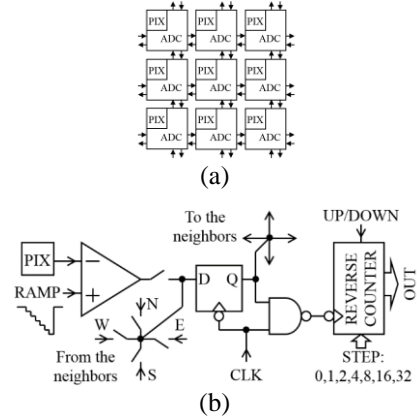 PIX PIX PIX
ADC ADC ADC
PIX PIX PIX
ADC ADC ADC
PIX PIX PIX
ADC ADC ADC
(a)
To the
neighbors
UP/DOWN
PIX
−
RAMP
+
N
W
E
S
From the
neighbors
D
Q
CLK
REVERSE
COUNTER
OUT
STEP:
0,1,2,4,8,16,32
(b)